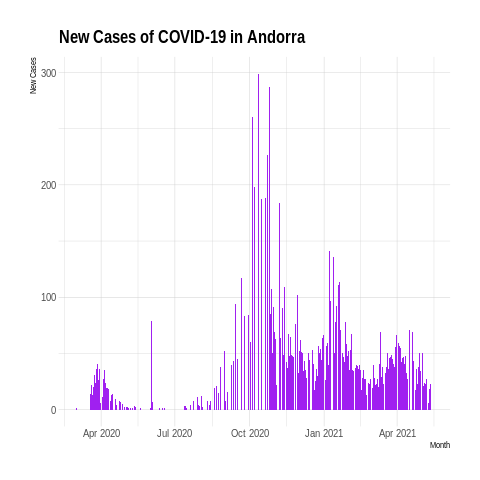 New Cases of COVID-19 in Andorra
New Cases
300
200
100
0
Apr 2020 Jul 2020 Oct 2020 Jan 2021 Apr 2021
Month